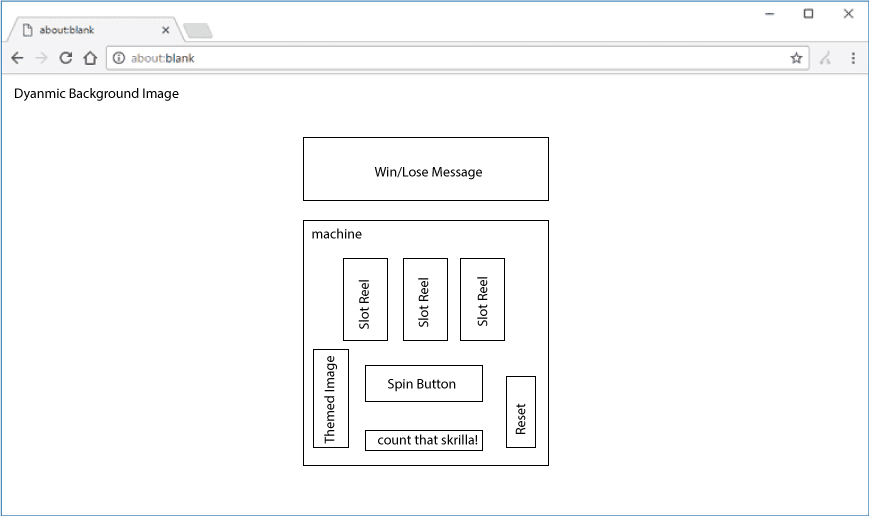 about:blank
about:blank
Dyanmic Background Image
Win/Lose Message
machine
Slot Reel
Slot Reel
Slot Reel
Themed Image
Spin Button
Reset
count that skrilla!